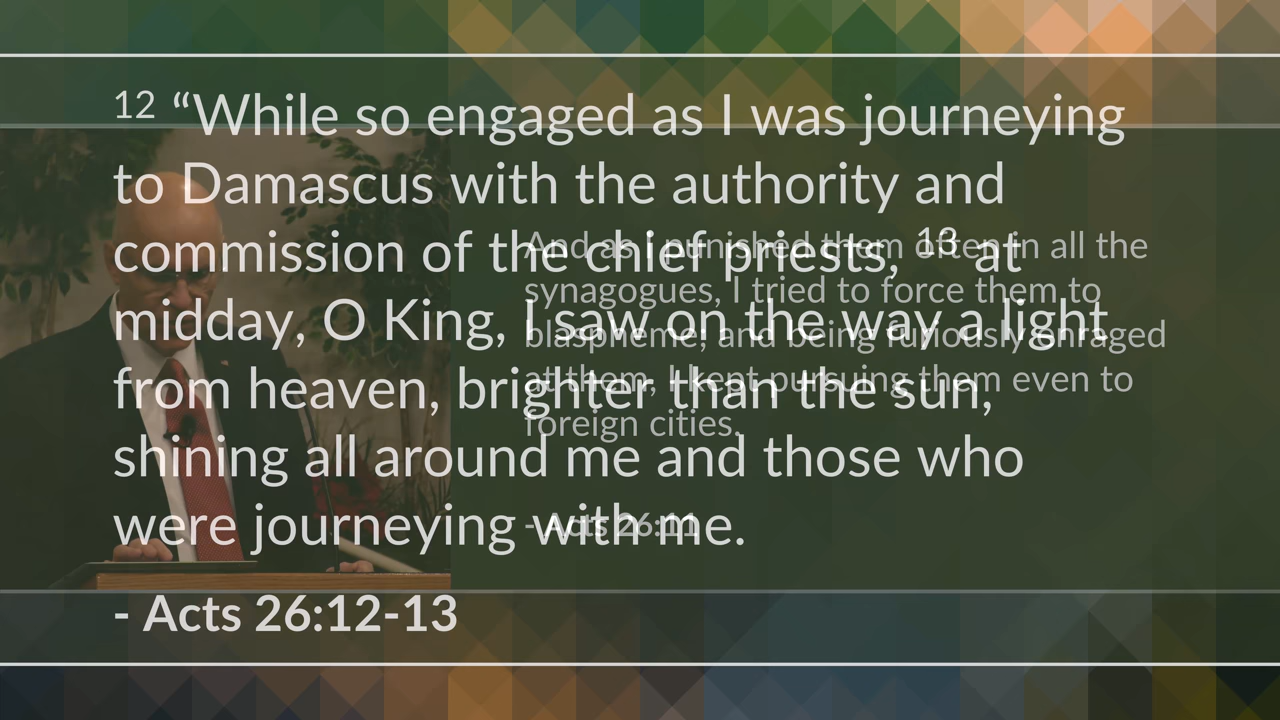 12 “While so engaged as I was journeying
to Damascus with the authority and
commission of the chief priests, 13 at
midday, O King, I saw on the way a light
from heaven, brighter than the sun,
shining all around me and those who
were journeying with me.
- Acts 26:12-13
And as I punished them often in all the
synagogues, I tried to force them to
blaspheme; and being furiously enraged
at them, I kept pursuing them even to
foreign cities.
- Acts 26:11